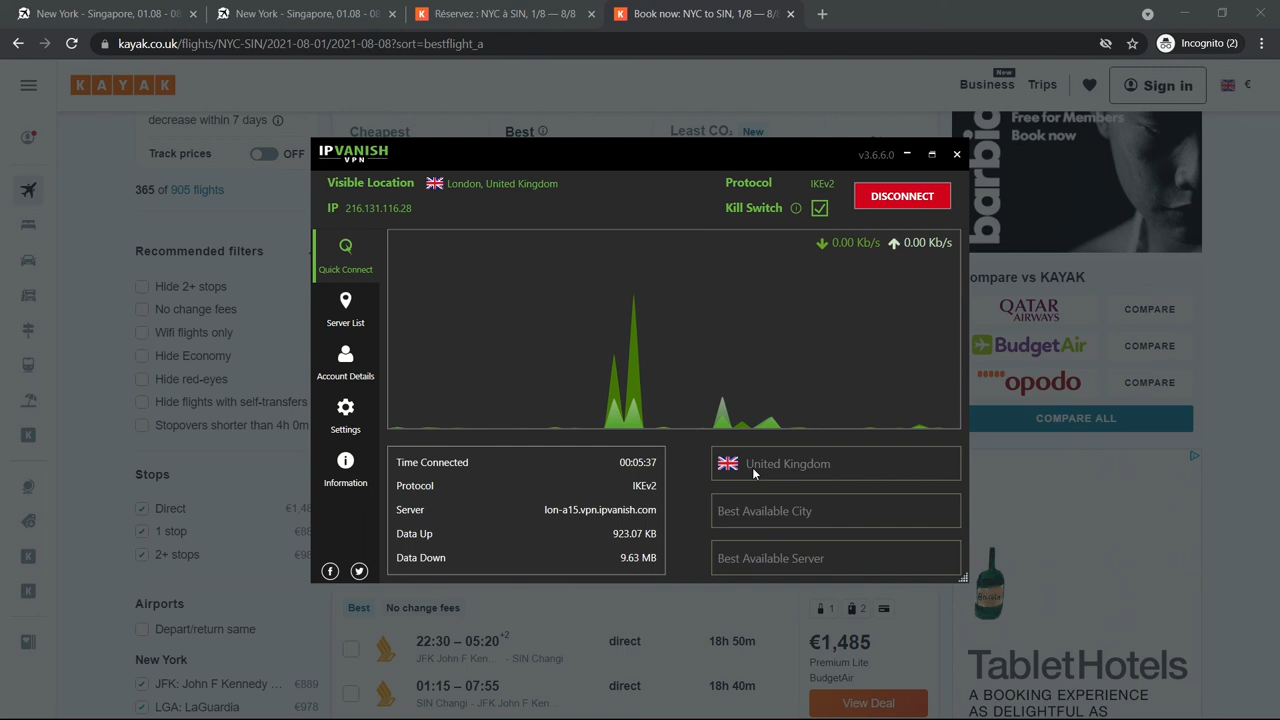 New York - Singapore, 01.08 - 08
New York - Singapore, 01.08 - 08
Réservez : NYC à SIN, 1/8 — 8/8
Book now: NYC to SIN, 1/8 — 8/8
kayak.co.uk/flights/NYC-SIN/2021-08-01/2021-08-08?sort=bestflight_a
Incognito (2)
KAYAK
New
Business
Trips
Sign in
€
decrease within 7 days
Track prices
OFF
365 of 905 flights
Recommended filters
Hide 2+ stops
No change fees
Wifi flights only
Hide Economy
Hide red-eyes
Hide flights with self-transfers
Stopovers shorter than 4h 0m
Stops
Direct
1 stop
2+ stops
Airports
Depart/return same
New York
JFK: John F Kennedy ... €889
LGA: LaGuardia €978
Cheapest
Best
Least CO₂ New
IPVANISH
VPN
v3.6.6.0
Visible Location
London, United Kingdom
IP 216.131.116.28
Protocol IKEv2
Kill Switch
DISCONNECT
Quick Connect
Server List
Account Details
Settings
Information
0.00 Kb/s 0.00 Kb/s
Time Connected 00:05:37
Protocol IKEv2
Server lon-a15.vpn.ipvanish.com
Data Up 923.07 KB
Data Down 9.63 MB
United Kingdom
Best Available City
Best Available Server
Best No change fees
22:30 – 05:20+2 direct 18h 50m
JFK John F Ken... - SIN Changi
01:15 – 07:55 direct 18h 40m
SIN Changi - JFK John F Ken...
1 2
€1,485
Premium Lite
BudgetAir
View Deal
barbic
Free for Members
Book now
ompare vs KAYAK
QATAR
AIRWAYS
COMPARE
BudgetAir
COMPARE
opodo
COMPARE
COMPARE ALL
TabletHotels
A BOOKING EXPERIENCE
AS DELIGHTFUL AS